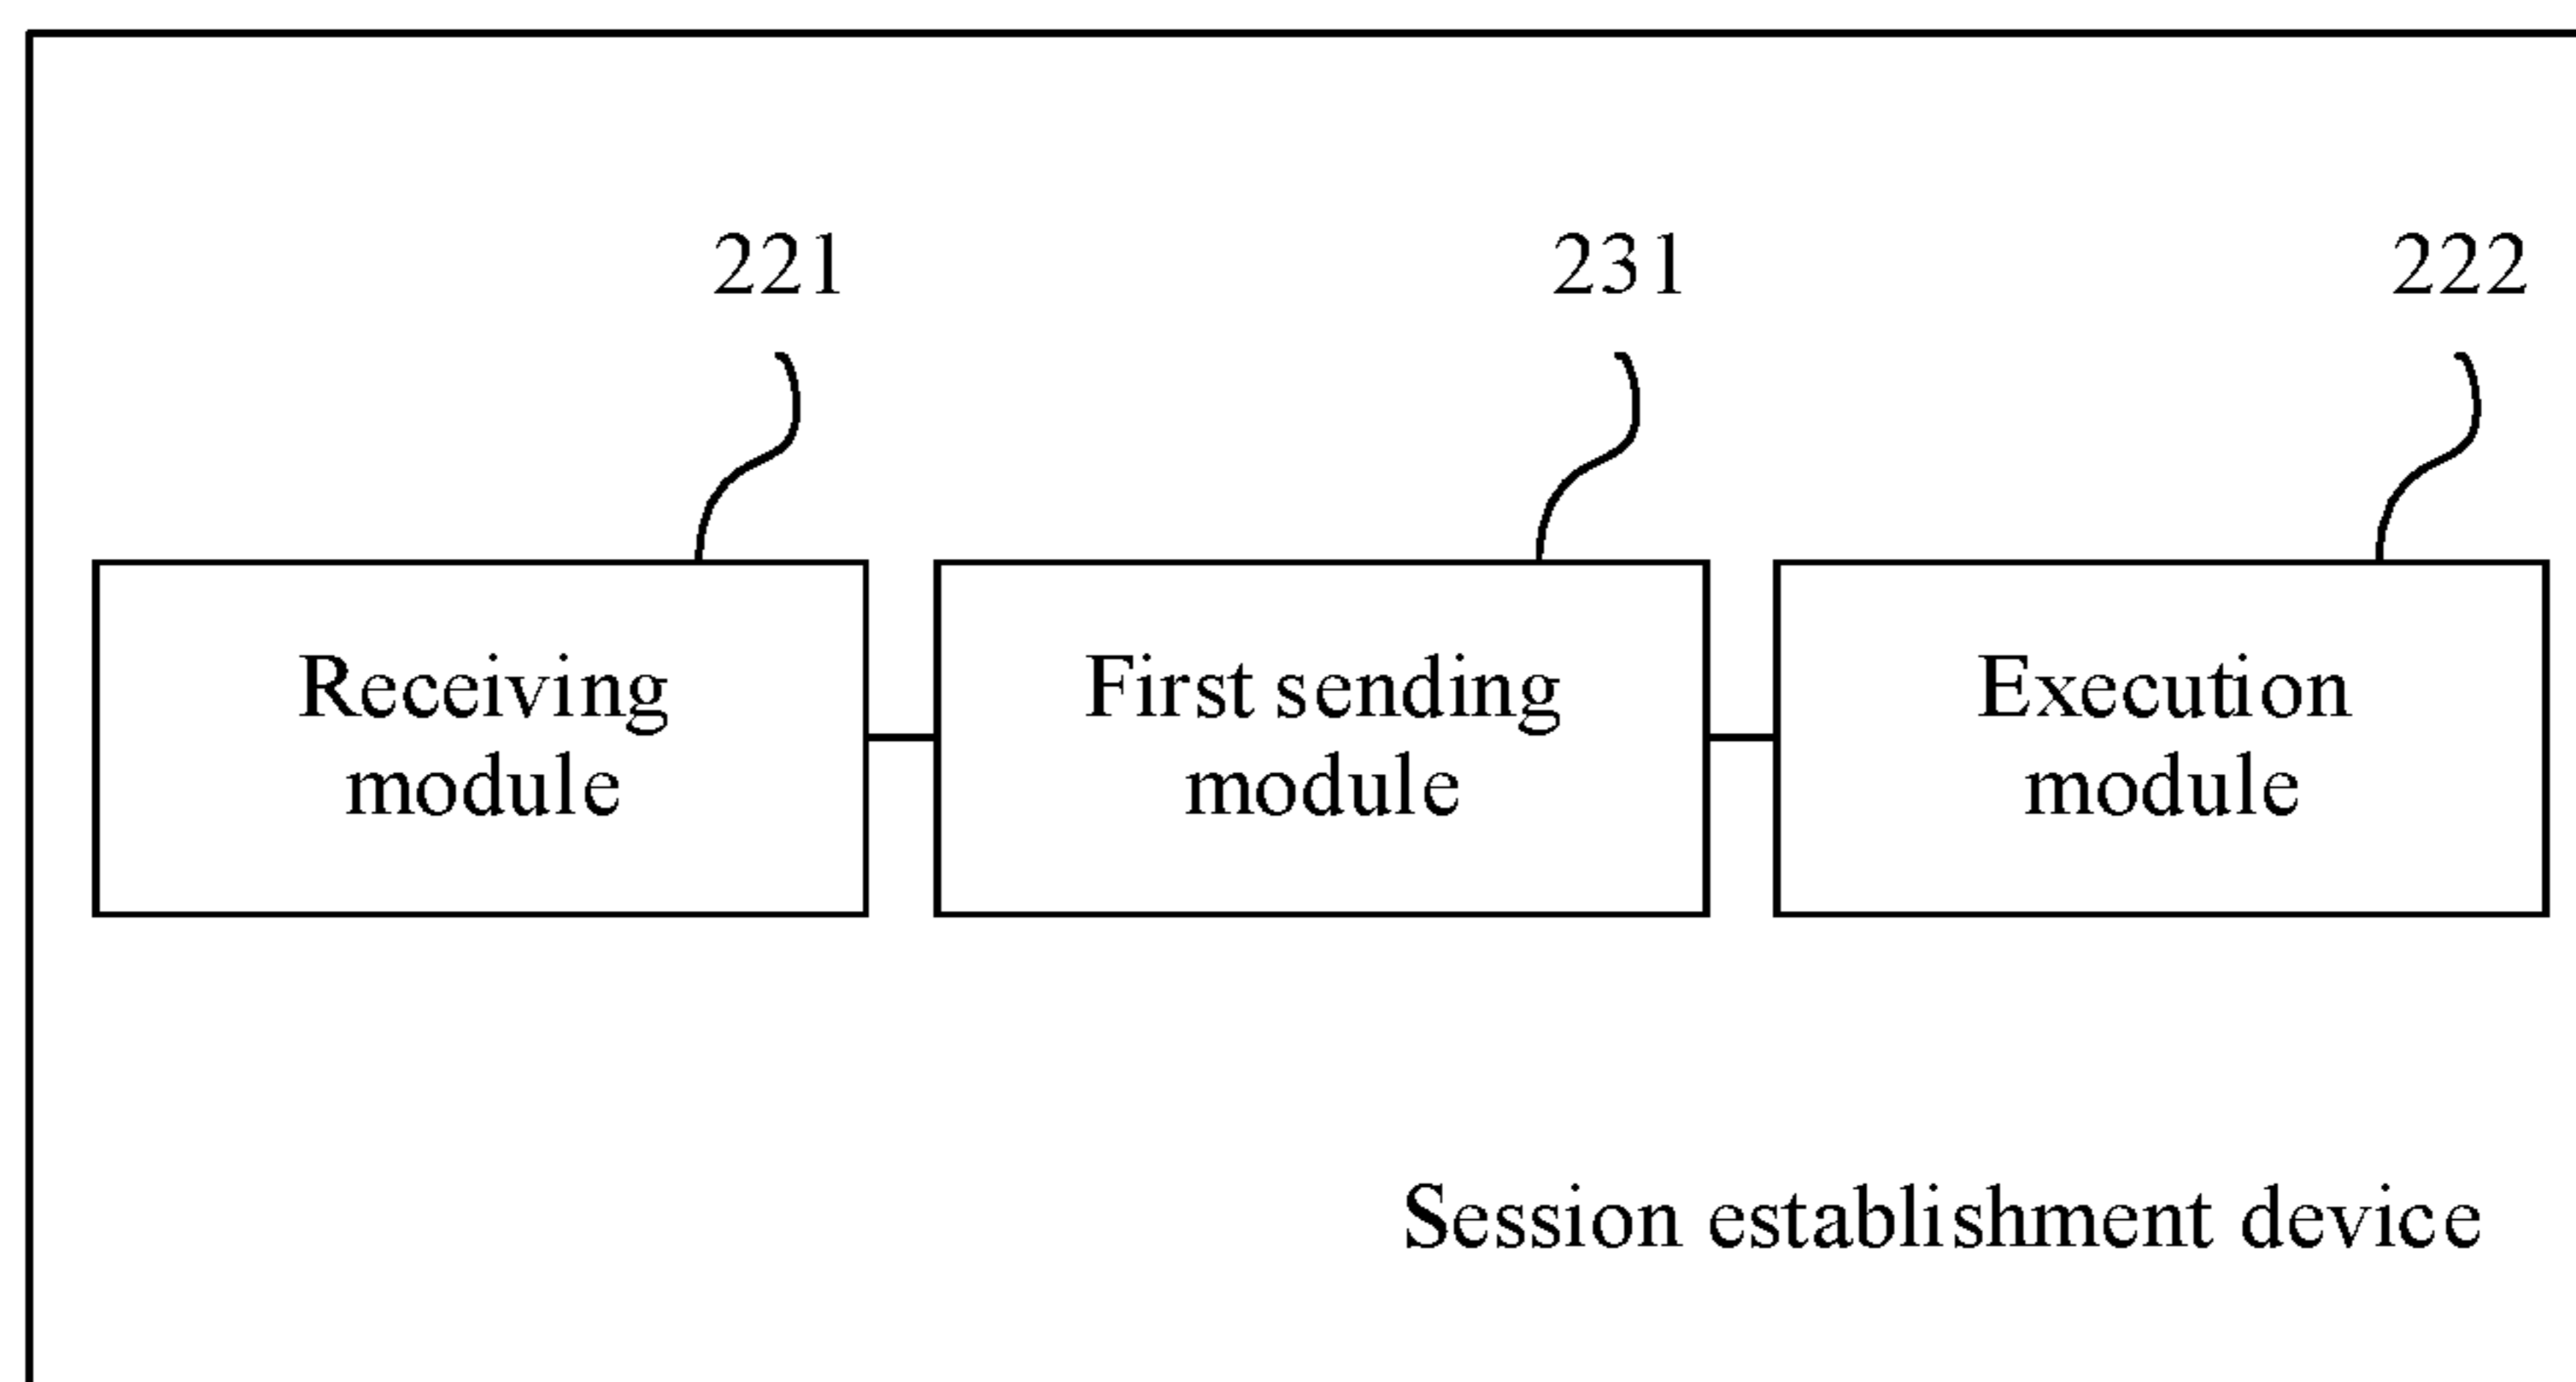 221
231
222
Receiving
module
First sending
module
Execution
module
Session establishment device